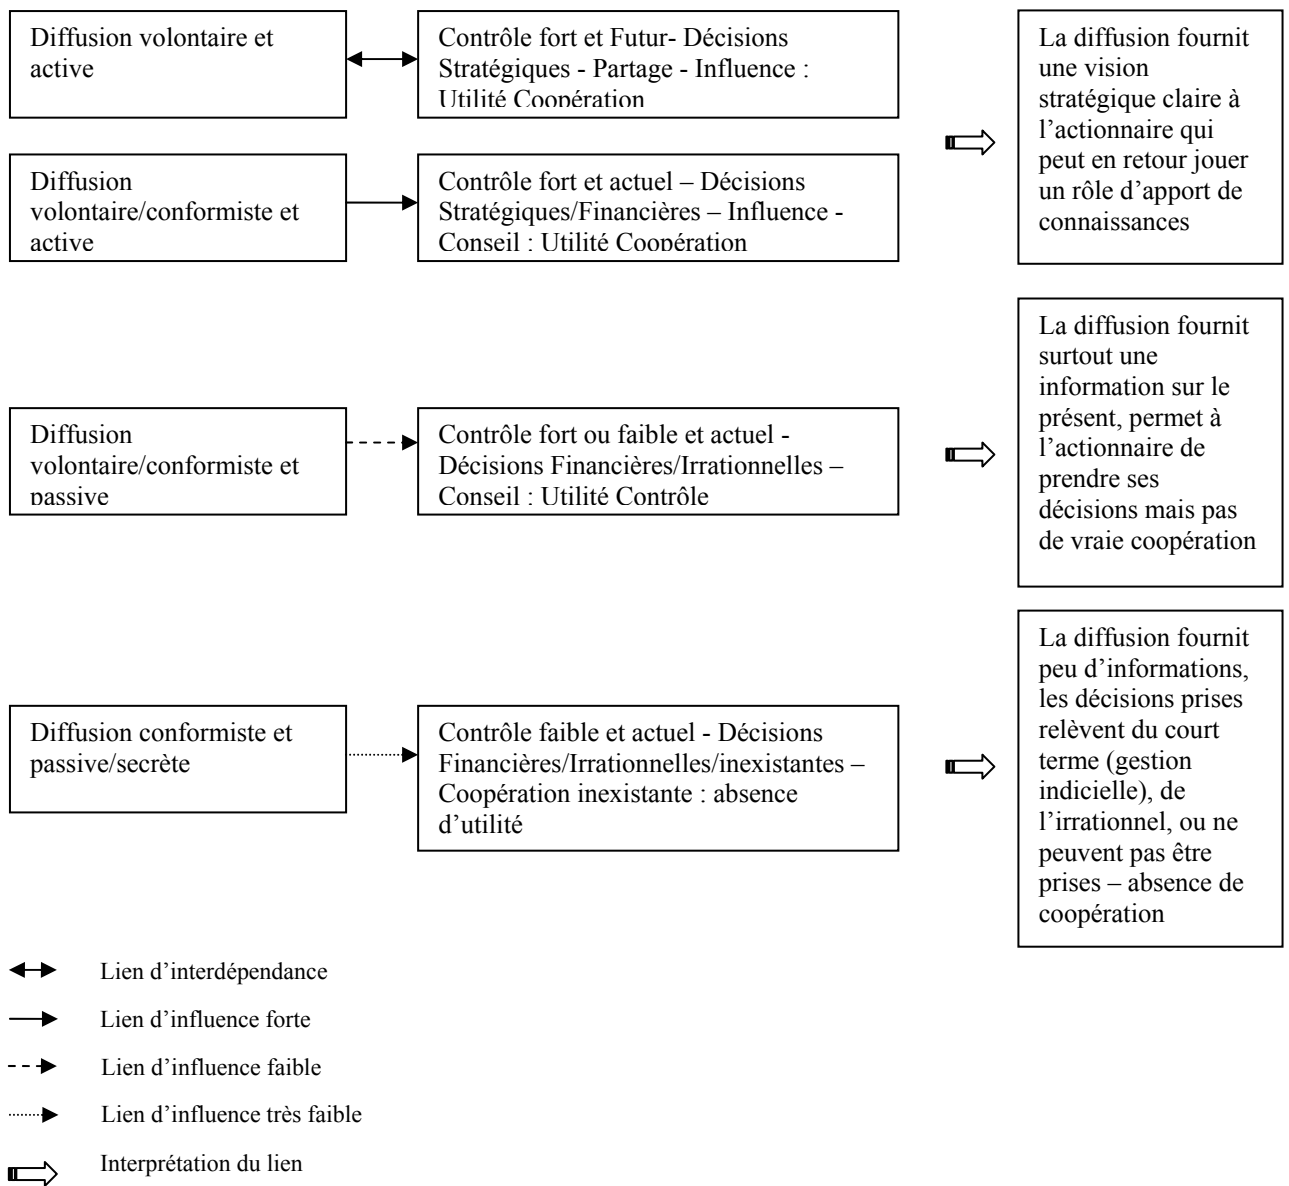 Diffusion volontaire et
active
Contrôle fort et Futur- Décisions
Stratégiques - Partage - Influence :
Utilité Coopération
La diffusion fournit
une vision
stratégique claire à
l’actionnaire qui
peut en retour jouer
un rôle d’apport de
connaissances
Diffusion
volontaire/conformiste et
active
Contrôle fort et actuel – Décisions
Stratégiques/Financières – Influence -
Conseil : Utilité Coopération
Diffusion
volontaire/conformiste et
passive
Contrôle fort ou faible et actuel -
Décisions Financières/Irrationnelles –
Conseil : Utilité Contrôle
La diffusion fournit
surtout une
information sur le
présent, permet à
l’actionnaire de
prendre ses
décisions mais pas
de vraie coopération
Diffusion conformiste et
passive/secrète
Contrôle faible et actuel - Décisions
Financières/Irrationnelles/inexistantes –
Coopération inexistante : absence
d’utilité
La diffusion fournit
peu d’informations,
les décisions prises
relèvent du court
terme (gestion
indicielle), de
l’irrationnel, ou ne
peuvent pas être
prises – absence de
coopération
Lien d’interdépendance
Lien d’influence forte
Lien d’influence faible
Lien d’influence très faible
Interprétation du lien